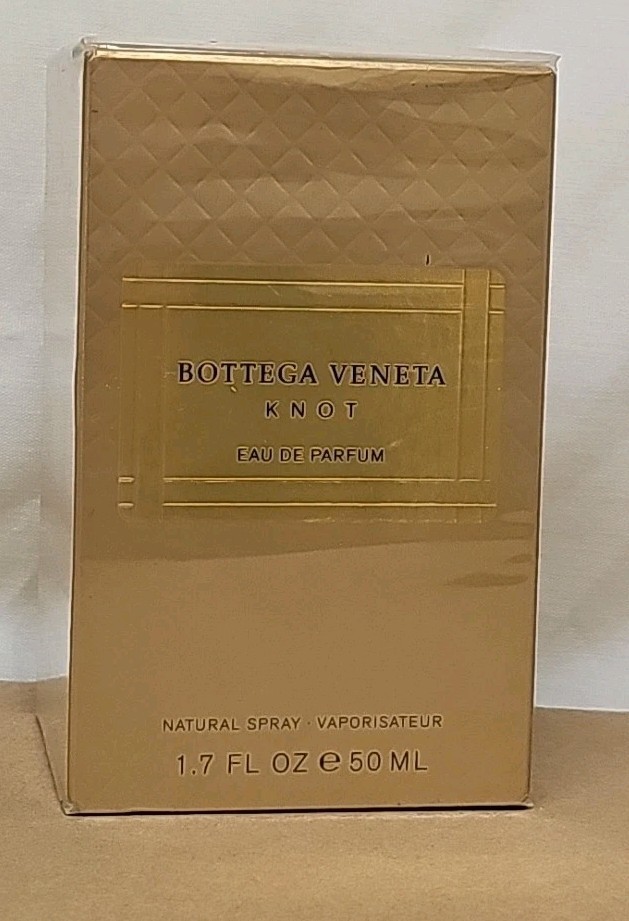 BOTTEGA VENETA
KNOT
EAU DE PARFUM
NATURAL SPRAY · VAPORISATEUR
1.7 FL OZ ℮ 50 ML